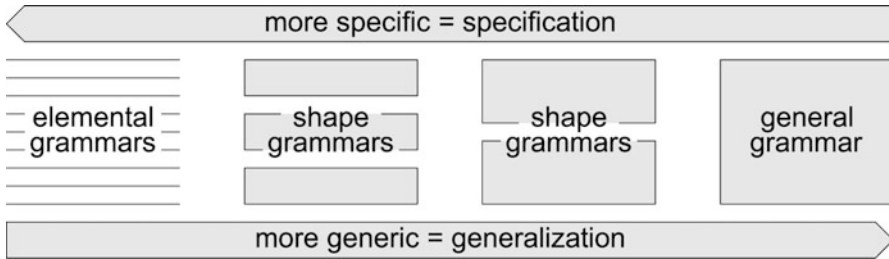 more specific = specification
elemental
grammars
shape
grammars
shape
grammars
general
grammar
more generic = generalization